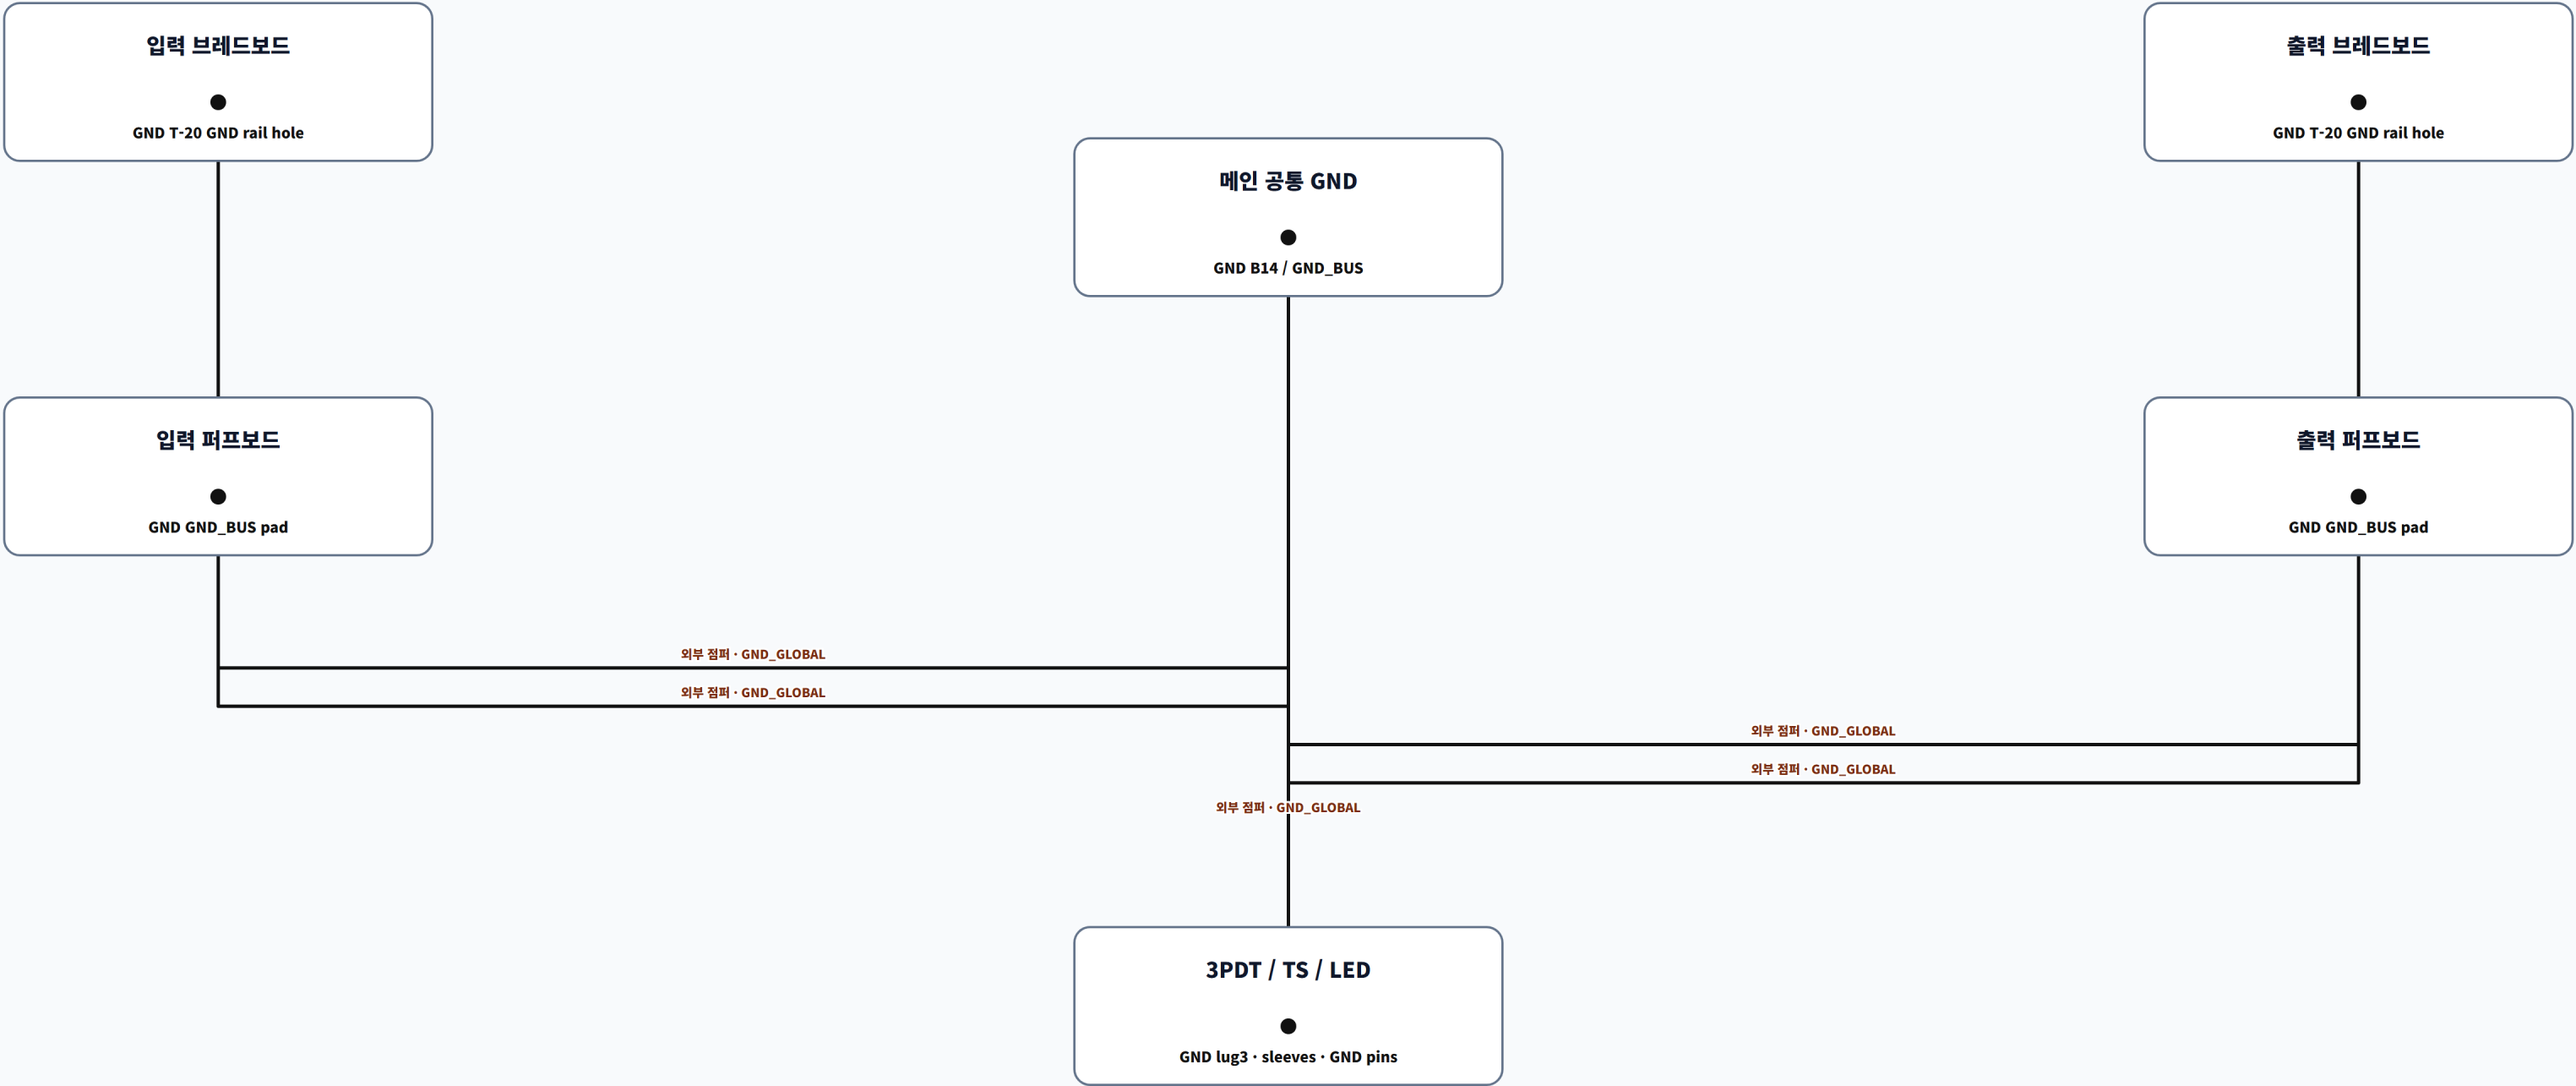 입력 브레드보드
GND T-20 GND rail hole
출력 브레드보드
GND T-20 GND rail hole
메인 공통 GND
GND B14 / GND_BUS
입력 퍼프보드
GND GND_BUS pad
출력 퍼프보드
GND GND_BUS pad
외부 점퍼 · GND_GLOBAL
외부 점퍼 · GND_GLOBAL
외부 점퍼 · GND_GLOBAL
외부 점퍼 · GND_GLOBAL
외부 점퍼 · GND_GLOBAL
3PDT / TS / LED
GND lug3 · sleeves · GND pins